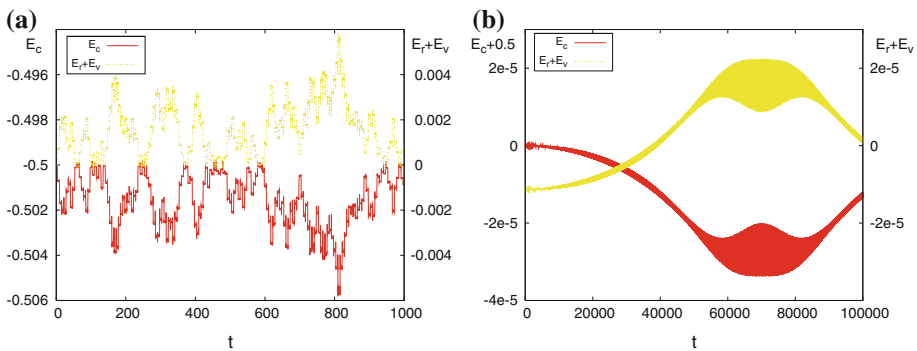 (a)
E_c
E_r+E_v
E_c
E_r+E_v
-0.496
-0.498
-0.5
-0.502
-0.504
-0.506
0.004
0.002
0
-0.002
-0.004
0 200 400 600 800 1000
t
(b)
E_c+0.5
E_r+E_v
E_c
E_r+E_v
2e-5
0
-2e-5
-4e-5
2e-5
0
-2e-5
0 20000 40000 60000 80000 100000
t